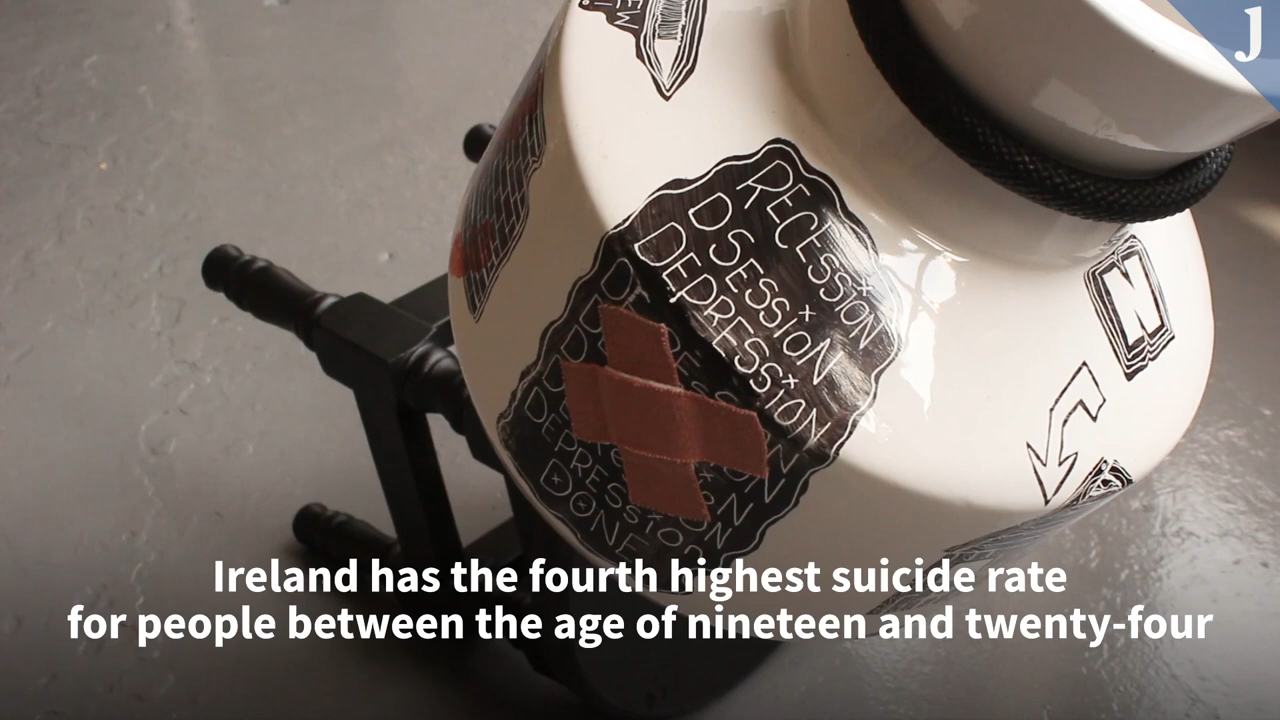 J
EW
RECESSION
DSESSION
DEPRESSION
N
DEPRESSION
DONE
Ireland has the fourth highest suicide rate
for people between the age of nineteen and twenty-four